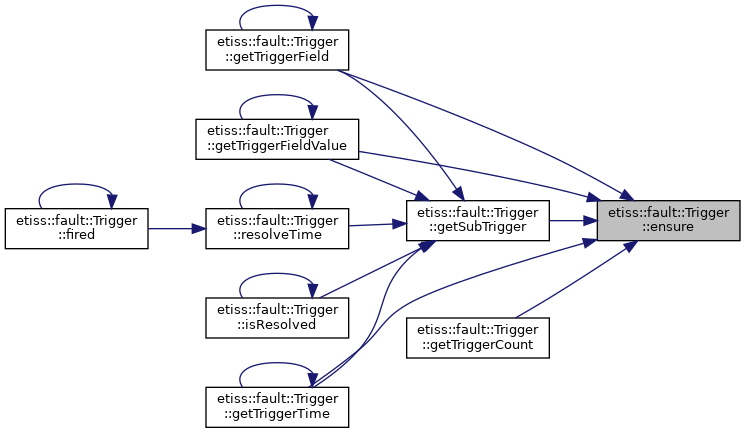 etiss::fault::Trigger
::getTriggerField
etiss::fault::Trigger
::getTriggerFieldValue
etiss::fault::Trigger
::fired
etiss::fault::Trigger
::resolveTime
etiss::fault::Trigger
::getSubTrigger
etiss::fault::Trigger
::ensure
etiss::fault::Trigger
::isResolved
etiss::fault::Trigger
::getTriggerCount
etiss::fault::Trigger
::getTriggerTime